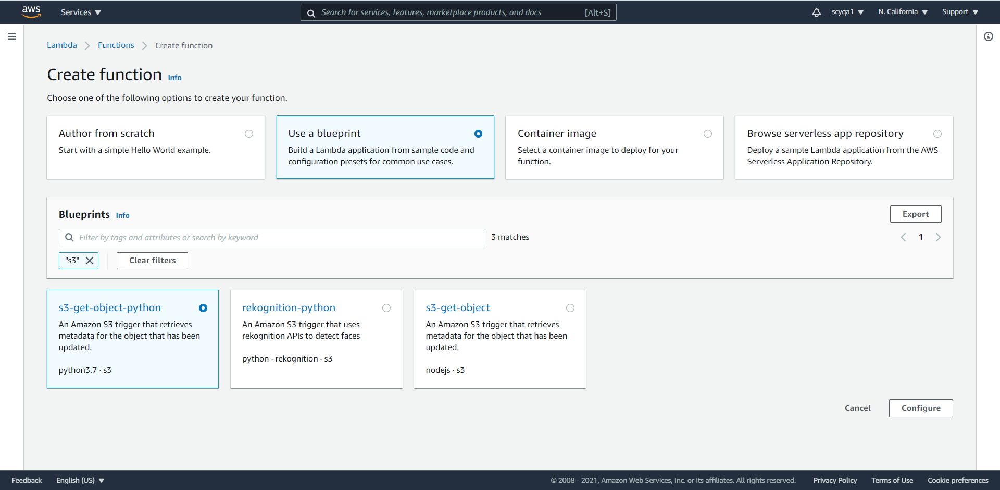 aws Services Search for services, features, marketplace products, and docs [Alt+S] scyqa1 N. California Support
Lambda Functions Create function
Create function Info
Choose one of the following options to create your function.
Author from scratch
Start with a simple Hello World example.
Use a blueprint
Build a Lambda application from sample code and
configuration presets for common use cases.
Container image
Select a container image to deploy for your
function.
Browse serverless app repository
Deploy a sample Lambda application from the AWS
Serverless Application Repository.
Blueprints Info
Export
Filter by tags and attributes or search by keyword
3 matches
1
"s3"
Clear filters
s3-get-object-python
An Amazon S3 trigger that retrieves
metadata for the object that has been
updated.
python3.7 · s3
rekognition-python
An Amazon S3 trigger that uses
rekognition APIs to detect faces
python · rekognition · s3
s3-get-object
An Amazon S3 trigger that retrieves
metadata for the object that has been
updated.
nodejs · s3
Cancel Configure
Feedback English (US) © 2008 - 2021, Amazon Web Services, Inc. or its affiliates. All rights reserved. Privacy Policy Terms of Use Cookie preferences